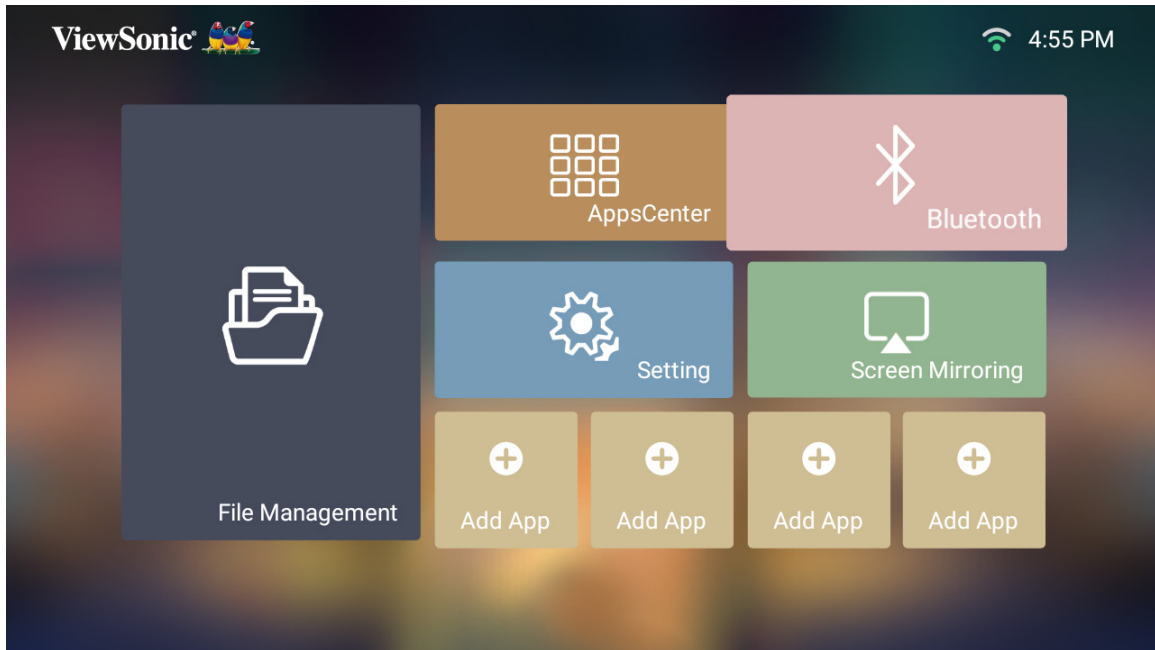 ViewSonic®
4:55 PM
AppsCenter
Bluetooth
Setting
Screen Mirroring
File Management
Add App
Add App
Add App
Add App